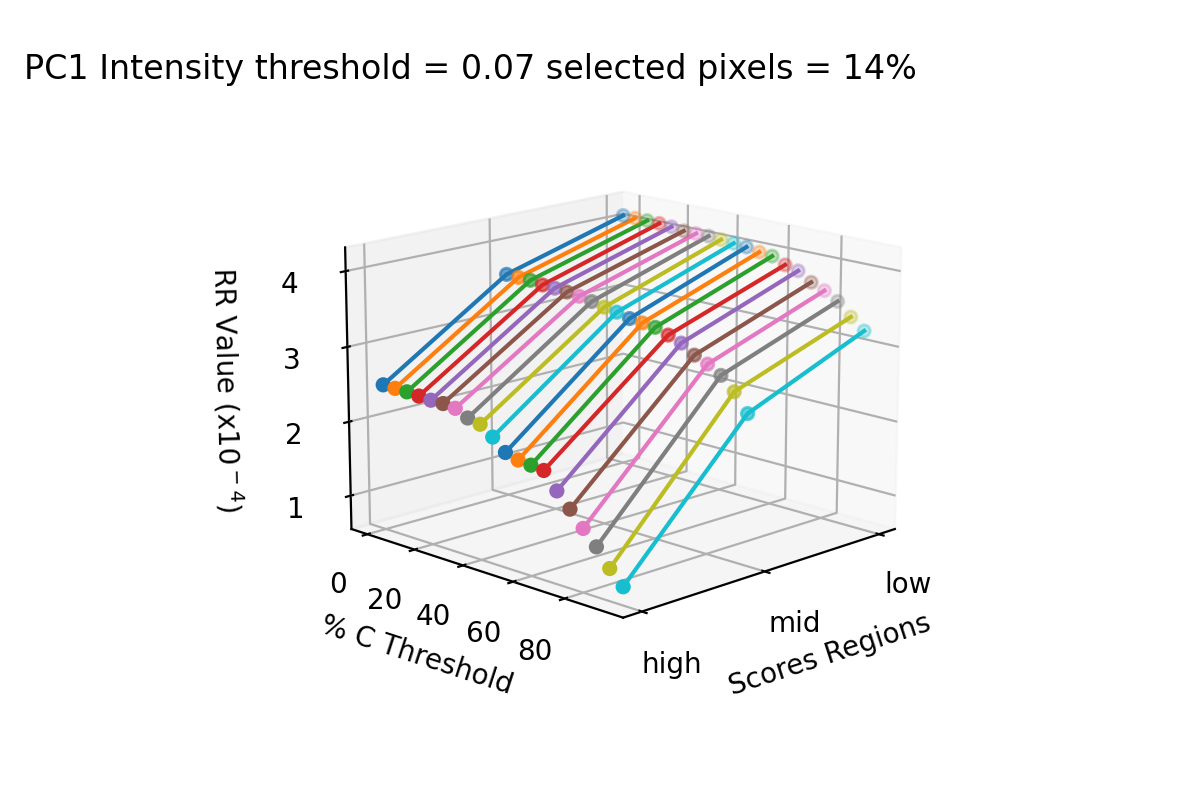 PC1 Intensity threshold = 0.07 selected pixels = 14%
RR Value (x10⁻⁴)
4
3
2
1
0
20
40
60
80
% C Threshold
high
mid
low
Scores Regions